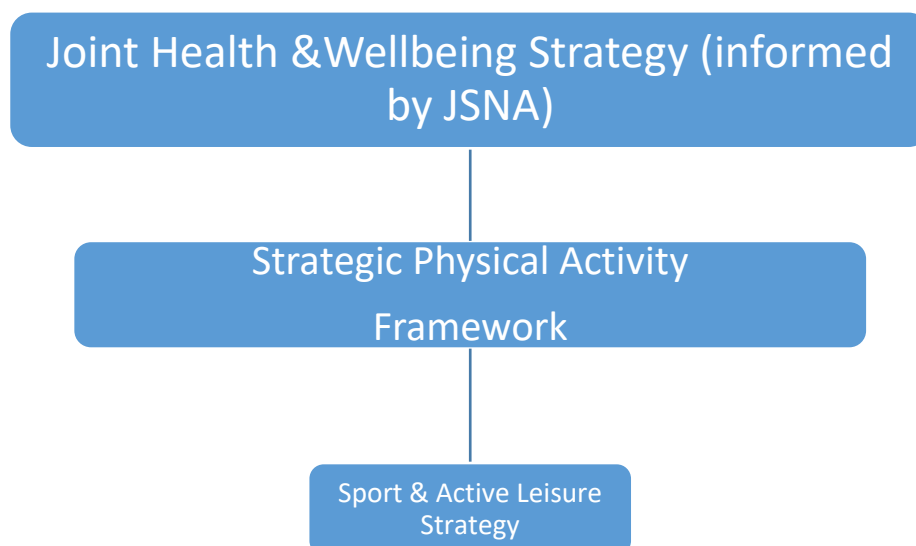 Joint Health &Wellbeing Strategy (informed
by JSNA)
Strategic Physical Activity
Framework
Sport & Active Leisure
Strategy